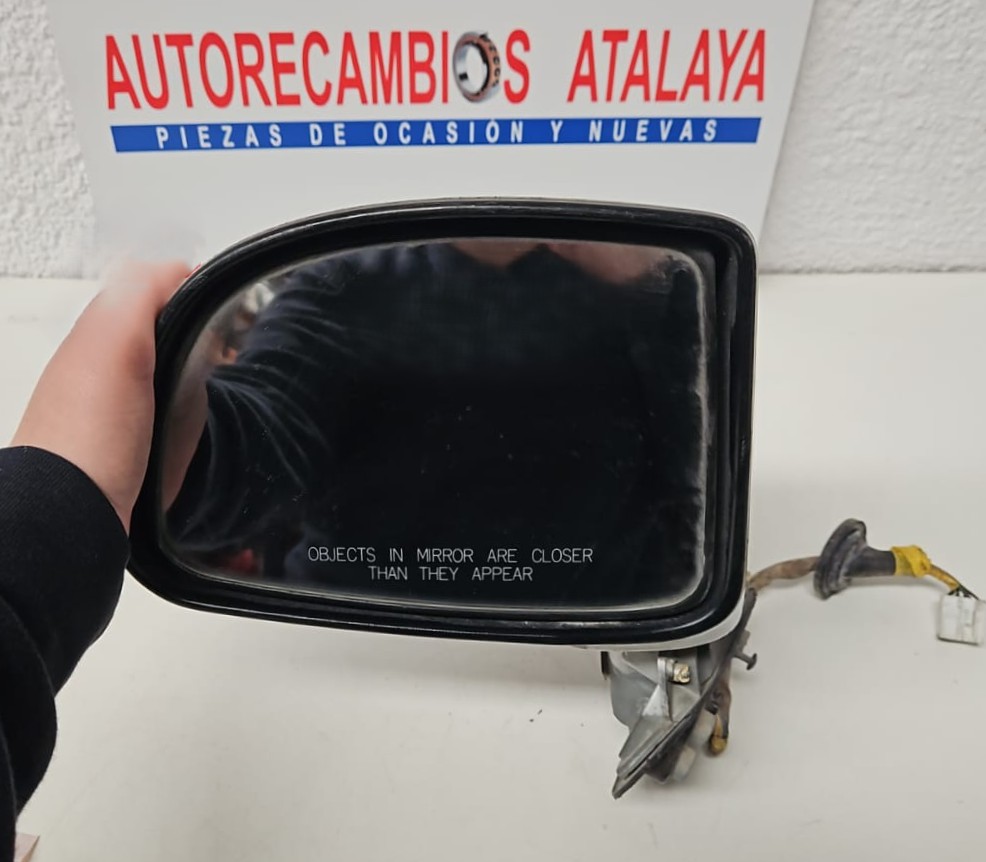 AUTORECAMBIOS ATALAYA
PIEZAS DE OCASIÓN Y NUEVAS
OBJECTS IN MIRROR ARE CLOSER
THAN THEY APPEAR